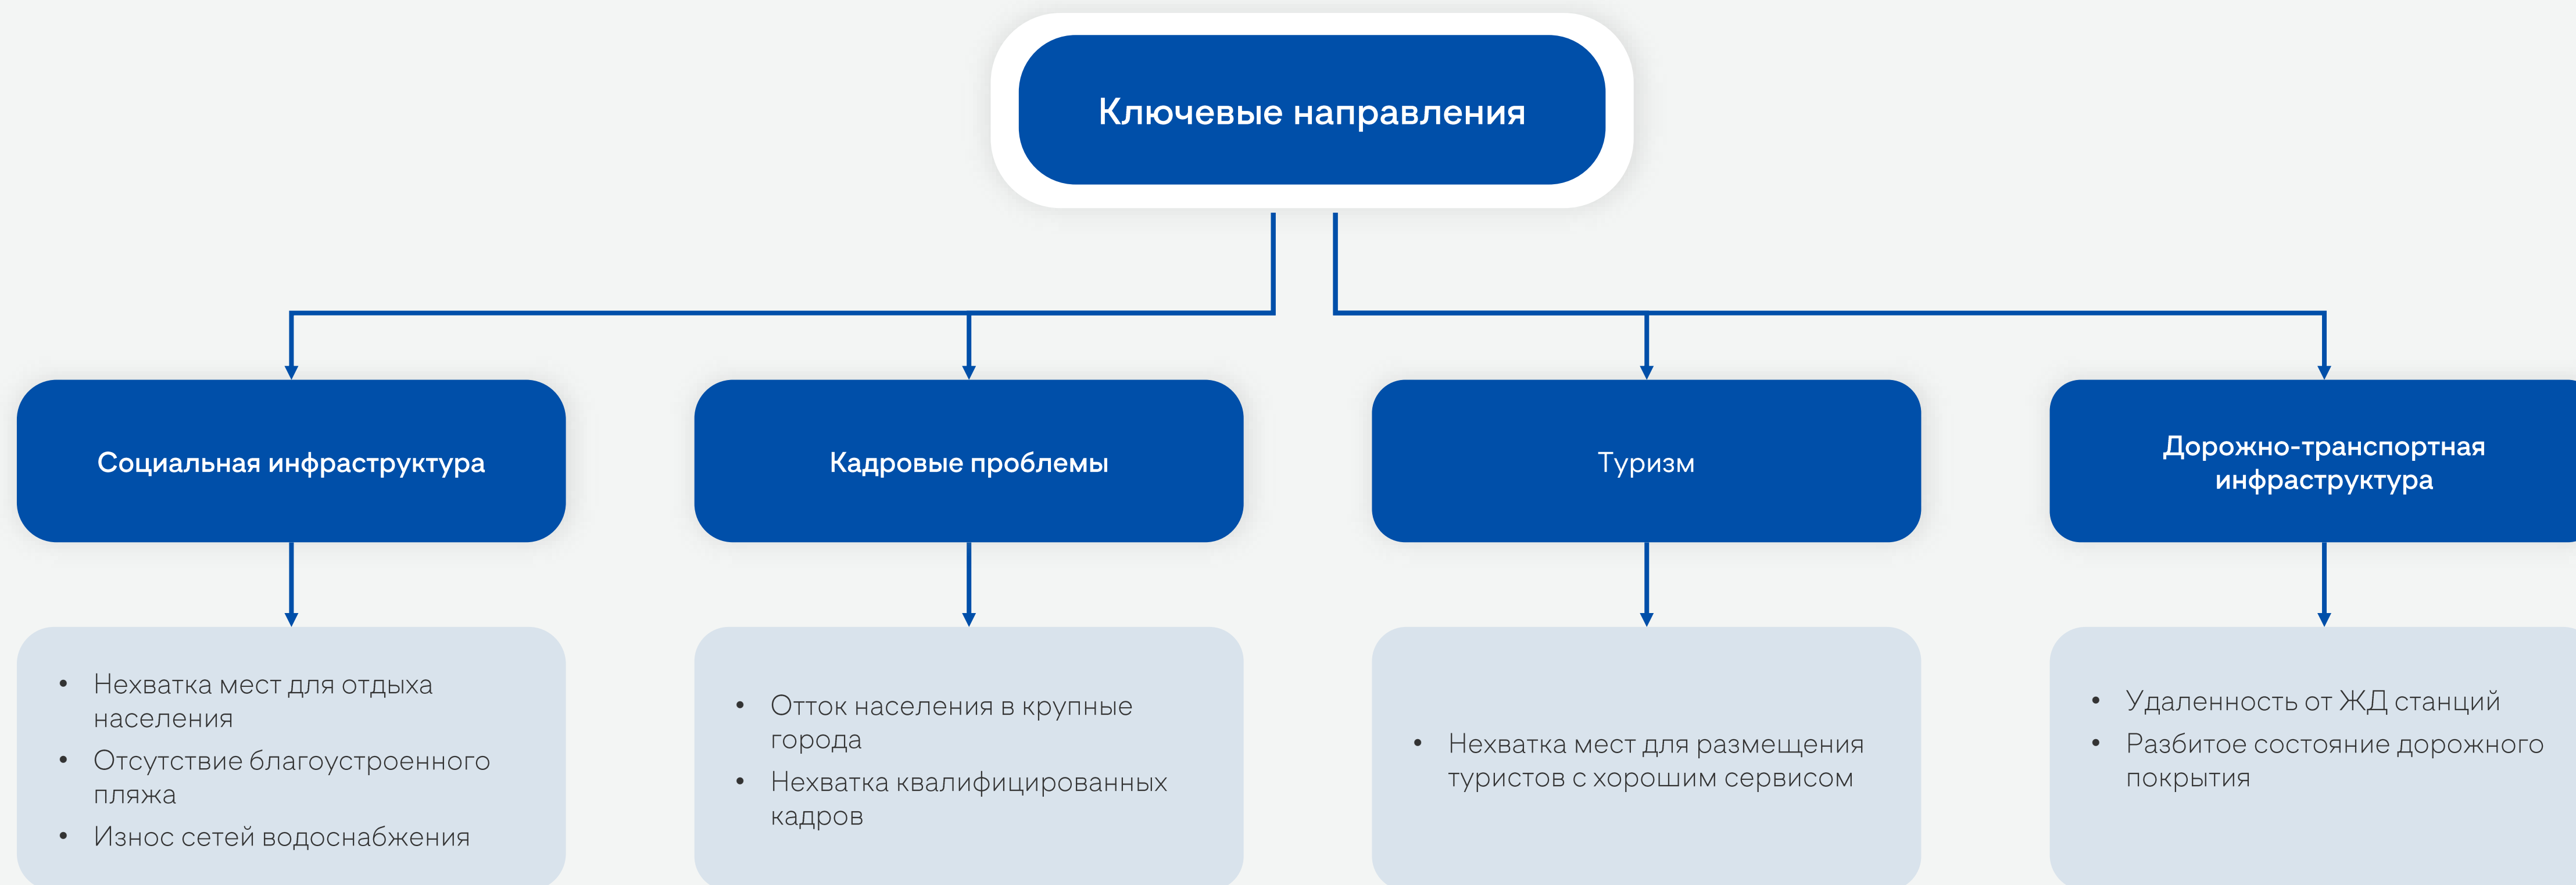 Ключевые направления
Социальная инфраструктура
Кадровые проблемы
Туризм
Дорожно-транспортная
инфраструктура
• Нехватка мест для отдыха
населения
• Отсутствие благоустроенного
пляжа
• Износ сетей водоснабжения
• Отток населения в крупные
города
• Нехватка квалифицированных
кадров
• Нехватка мест для размещения
туристов с хорошим сервисом
• Удаленность от ЖД станций
• Разбитое состояние дорожного
покрытия